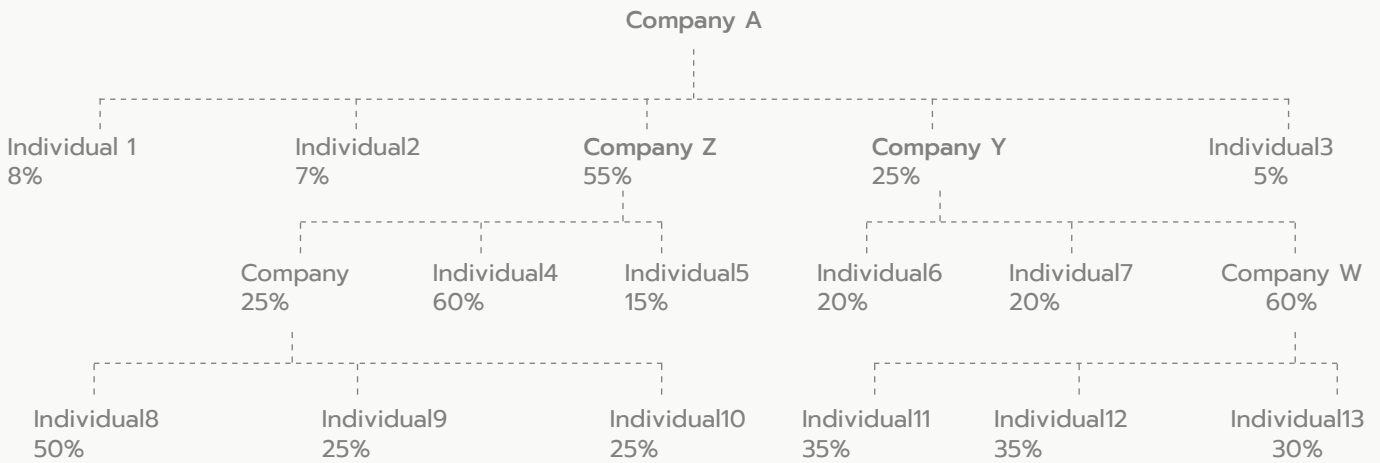 Company A
Individual 1 Individual2 Company Z Company Y Individual3
8% 7% 55% 25% 5%
Company Individual4 Individual5 Individual6 Individual7 Company W
25% 60% 15% 20% 20% 60%
Individual8 Individual9 Individual10 Individual11 Individual12 Individual13
50% 25% 25% 35% 35% 30%